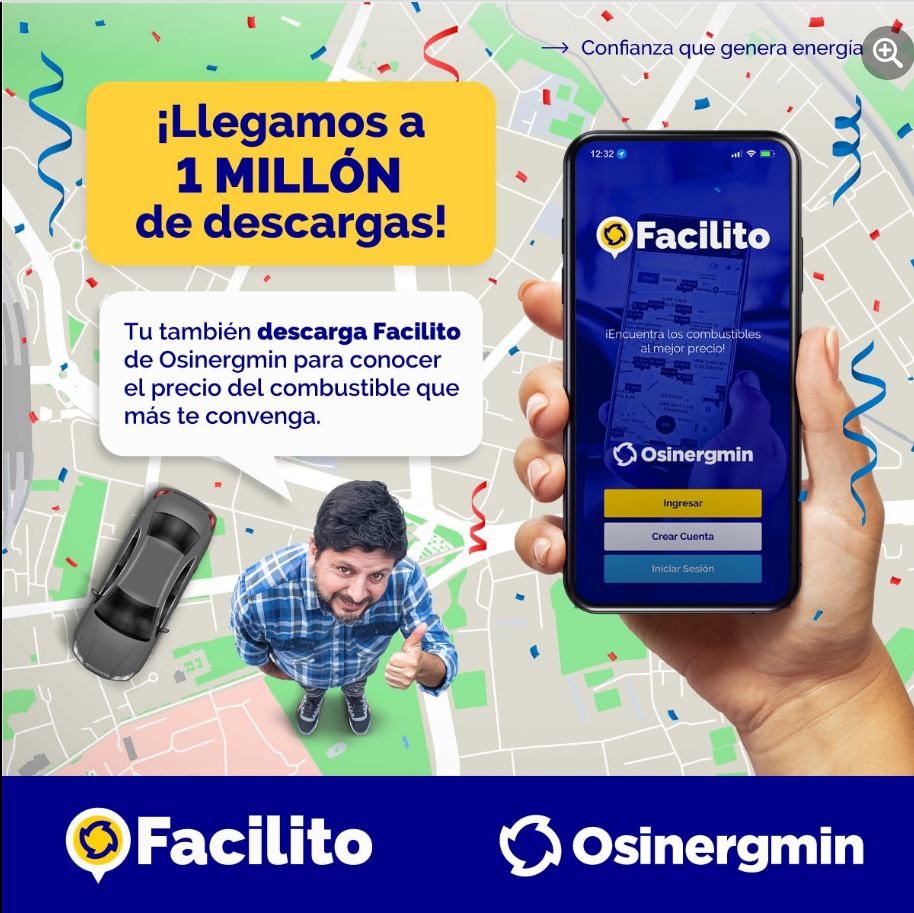 → Confianza que genera energía
¡Llegamos a
1 MILLÓN
de descargas!
Tu también descarga Facilito
de Osinergmin para conocer
el precio del combustible que
más te convenga.
12:32
Facilito
¡Encuentra los combustibles
al mejor precio!
Osinergmin
Ingresar
Crear Cuenta
Iniciar Sesión
Facilito
Osinergmin